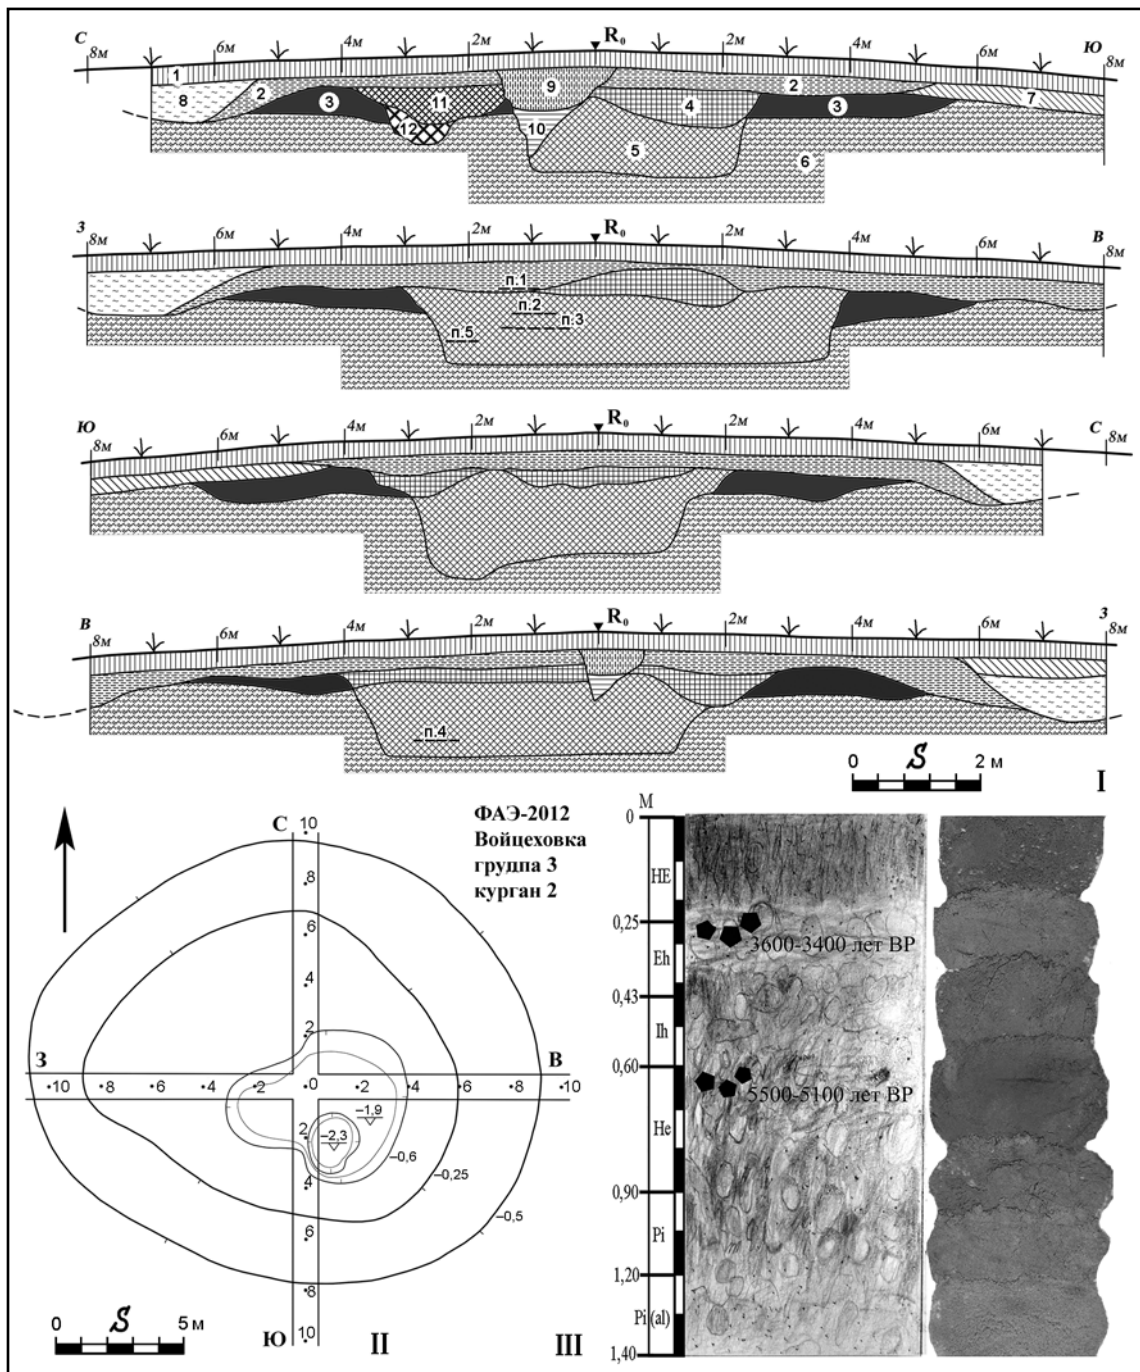 С R₀ Ю
8м 6м 4м 2м 2м 4м 6м 8м
1 2 3 11 9 4 2 3 7
8 12 10 5 6
З R₀ В
8м 6м 4м 2м 2м 4м 6м 8м
п.1
п.2
п.3
п.5
Ю R₀ С
8м 6м 4м 2м 2м 4м 6м 8м
В R₀ З
8м 6м 4м 2м 2м 4м 6м 8м
п.4
0 S 2 м
I
ФАЭ-2012
Войцеховка
группа 3
курган 2
С
10
8
6
4
2
З В
10 8 6 4 2 0 2 4 6 8 10
2
4
6
8
10
Ю
–1,9
–2,3
–0,6
–0,25
–0,5
0 S 5 м
II
III
М
0
HE
0,25
3600-3400 лет BP
Eh
0,43
Ih
0,60
5500-5100 лет BP
He
0,90
Pi
1,20
Pi (al)
1,40